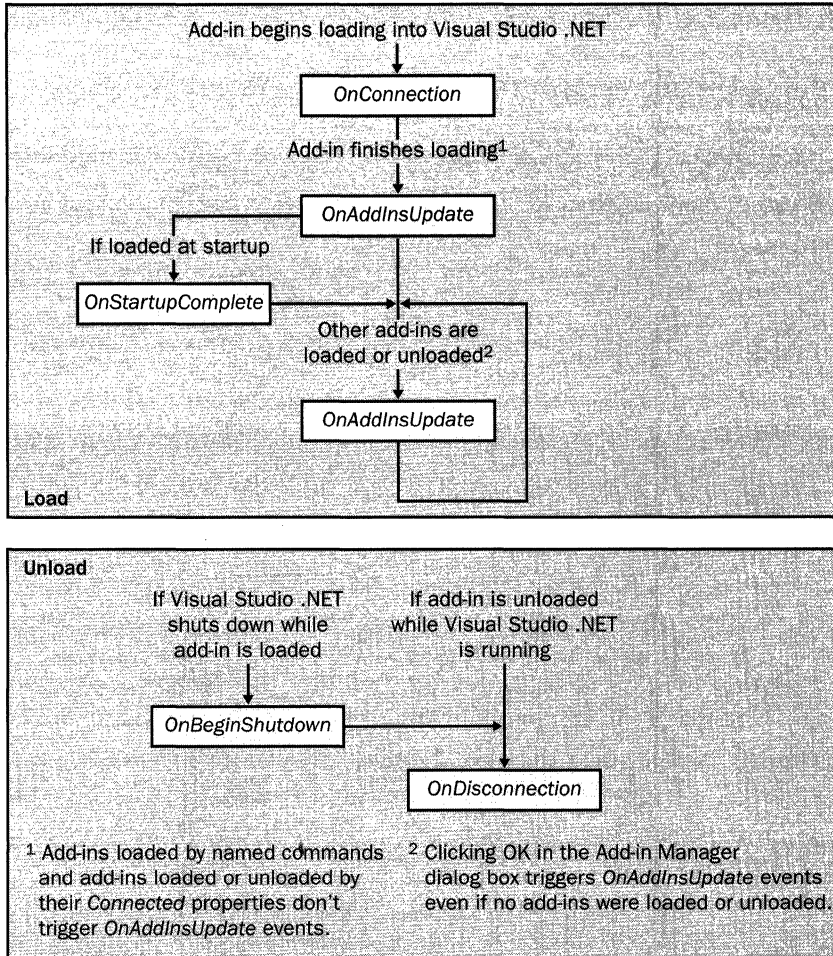 Add-in begins loading into Visual Studio .NET
OnConnection
Add-in finishes loading1
OnAddInsUpdate
If loaded at startup
OnStartupComplete
Other add-ins are
loaded or unloaded2
OnAddInsUpdate
Load
Unload
If Visual Studio .NET
shuts down while
add-in is loaded
If add-in is unloaded
while Visual Studio .NET
is running
OnBeginShutdown
OnDisconnection
1 Add-ins loaded by named commands
and add-ins loaded or unloaded by
their Connected properties don't
trigger OnAddInsUpdate events.
2 Clicking OK in the Add-in Manager
dialog box triggers OnAddInsUpdate events
even if no add-ins were loaded or unloaded.